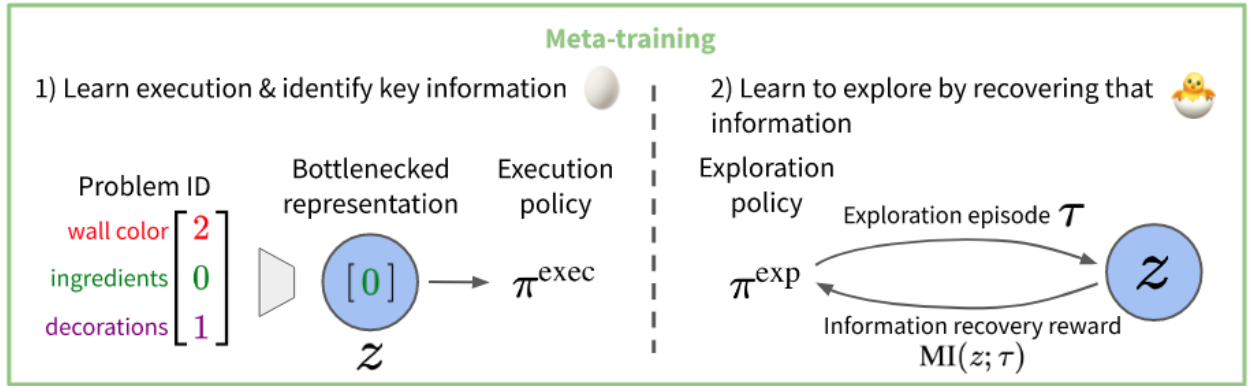 Meta-training
1) Learn execution & identify key information
Problem ID
wall color
ingredients
decorations
2
0
1
Bottlenecked
representation
[0]
z
Execution
policy
π^exec
2) Learn to explore by recovering that
information
Exploration
policy
π^exp
Exploration episode τ
z
Information recovery reward
MI(z; τ)